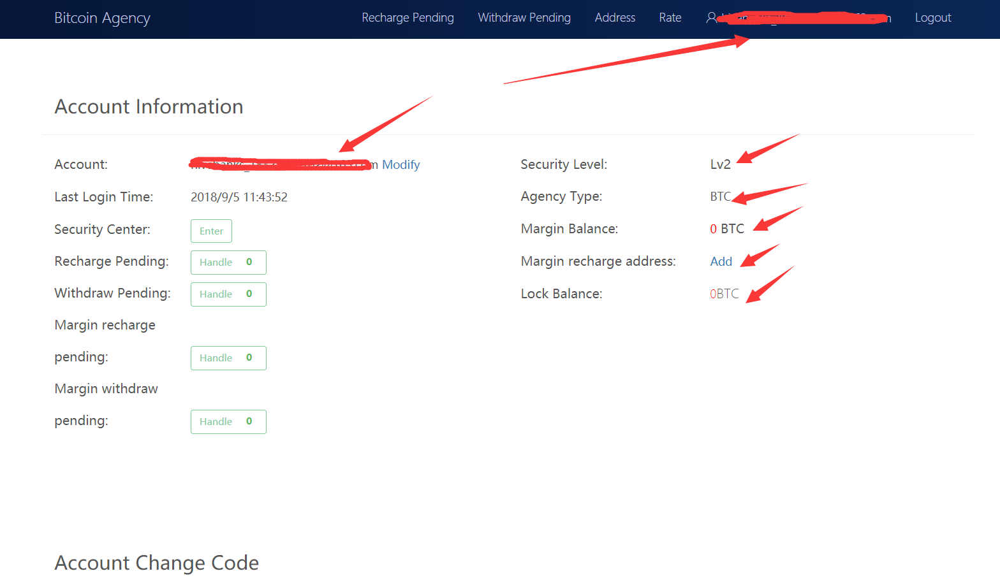 Bitcoin Agency Recharge Pending Withdraw Pending Address Rate Logout
Account Information
Account: Modify
Security Level: Lv2
Last Login Time: 2018/9/5 11:43:52
Agency Type: BTC
Security Center: Enter
Margin Balance: 0 BTC
Recharge Pending: Handle 0
Margin recharge address: Add
Withdraw Pending: Handle 0
Lock Balance: 0BTC
Margin recharge
pending: Handle 0
Margin withdraw
pending: Handle 0
Account Change Code